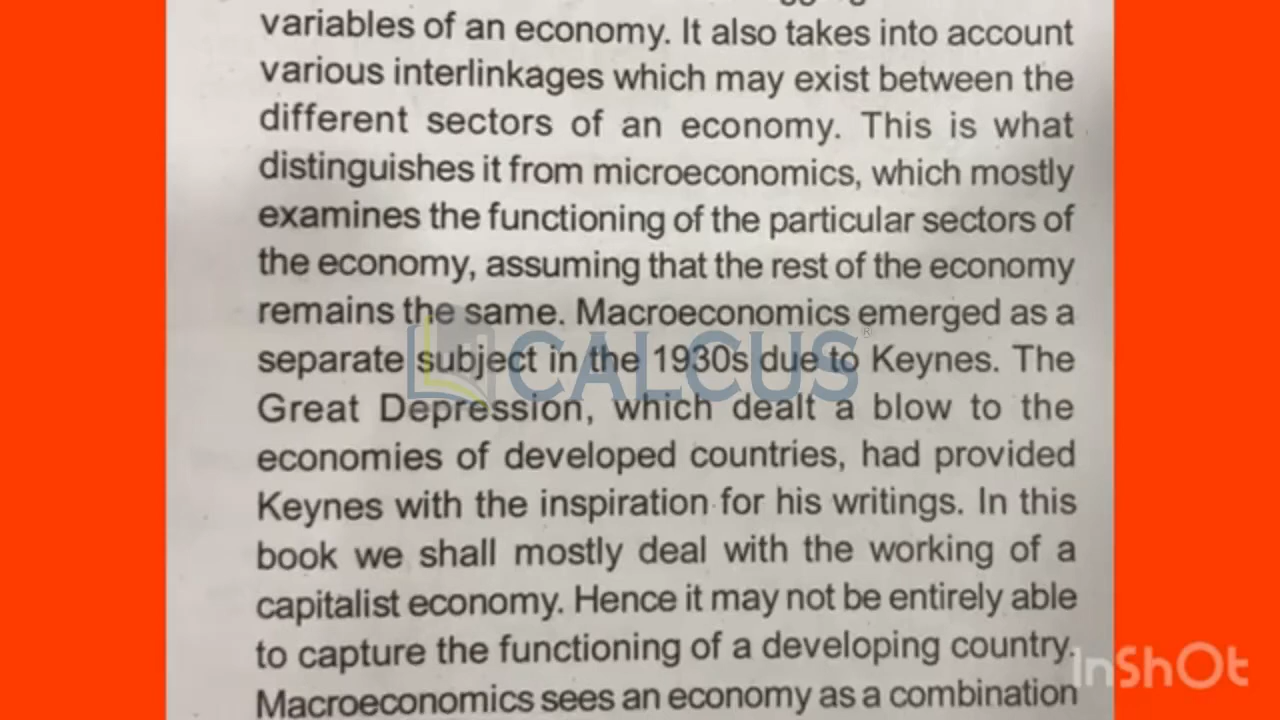 variables of an economy. It also takes into account
various interlinkages which may exist between the
different sectors of an economy. This is what
distinguishes it from microeconomics, which mostly
examines the functioning of the particular sectors of
the economy, assuming that the rest of the economy
remains the same. Macroeconomics emerged as a
separate subject in the 1930s due to Keynes. The
CALCUS®
Great Depression, which dealt a blow to the
economies of developed countries, had provided
Keynes with the inspiration for his writings. In this
book we shall mostly deal with the working of a
capitalist economy. Hence it may not be entirely able
to capture the functioning of a developing country.
InShOt
Macroeconomics sees an economy as a combination